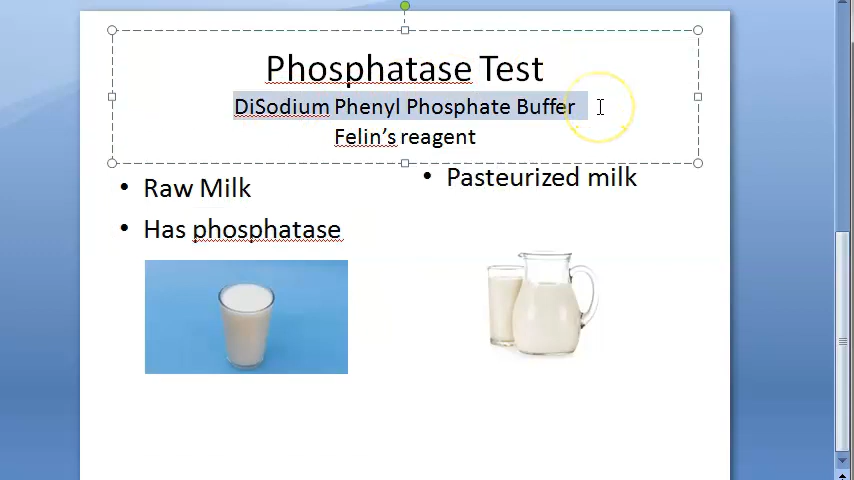 Phosphatase Test
DiSodium Phenyl Phosphate Buffer
Felin's reagent
• Raw Milk
• Has phosphatase
• Pasteurized milk